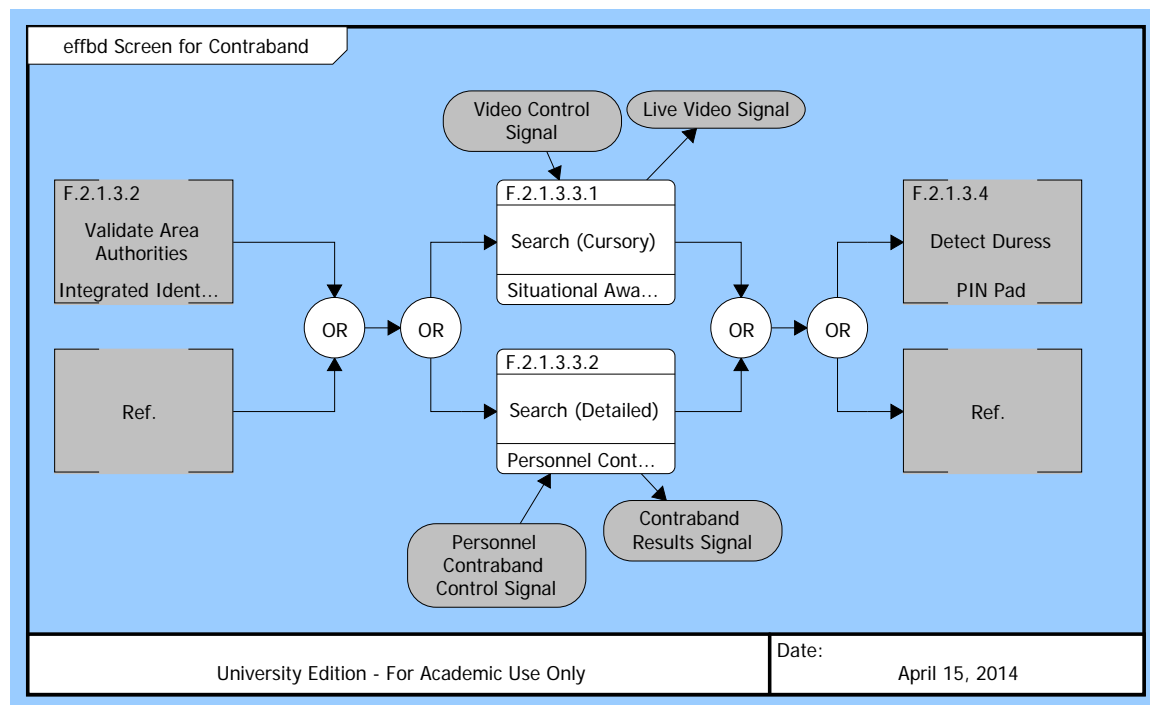 effbd Screen for Contraband
Video Control
Signal
Live Video Signal
F.2.1.3.2
Validate Area
Authorities
Integrated Ident...
F.2.1.3.3.1
Search (Cursory)
Situational Awa...
F.2.1.3.4
Detect Duress
PIN Pad
OR
OR
OR
OR
Ref.
F.2.1.3.3.2
Search (Detailed)
Personnel Cont...
Ref.
Personnel
Contraband
Control Signal
Contraband
Results Signal
University Edition - For Academic Use Only
Date:
April 15, 2014